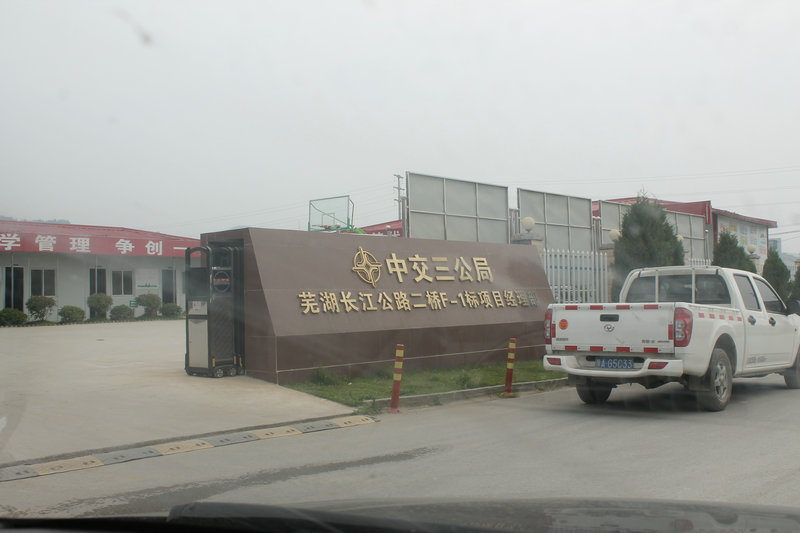 学管理 争创一
中交三公局
芜湖长江公路二桥F-1标项目经理部